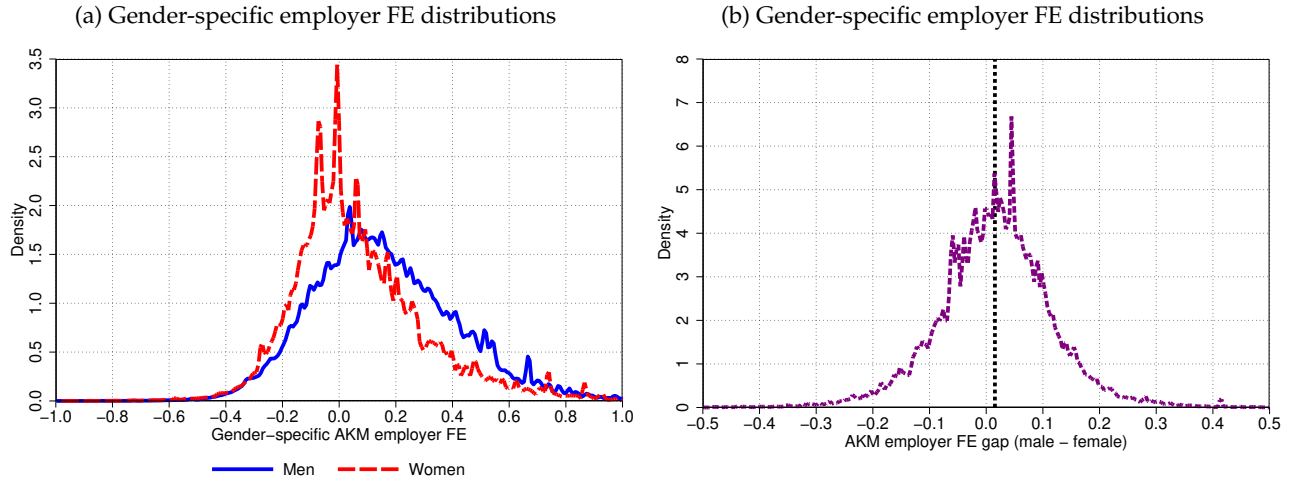 (a) Gender-specific employer FE distributions
3.5
3.0
2.5
2.0
1.5
1.0
0.5
0.0
Density
−1.0 −0.8 −0.6 −0.4 −0.2 0.0 0.2 0.4 0.6 0.8 1.0
Gender−specific AKM employer FE
Men Women
(b) Gender-specific employer FE distributions
8
7
6
5
4
3
2
1
0
Density
−0.5 −0.4 −0.3 −0.2 −0.1 0.0 0.1 0.2 0.3 0.4 0.5
AKM employer FE gap (male − female)